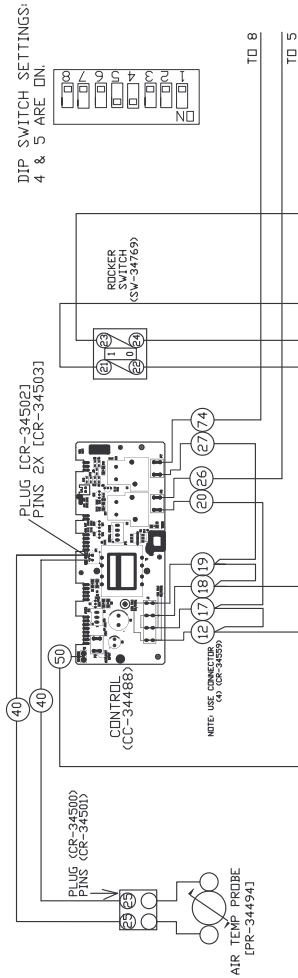 DIP SWITCH SETTINGS:
4 & 5 ARE ON.
ON
1
2
3
4
5
6
7
8
TO 8
TO 5
ROCKER
SWITCH
(SW-34769)
21
22
23
24
1
0
PLUG [CR-34502]
PINS 2X [CR-34503]
40
40
50
CONTROL
(CC-34488)
12
17
18
19
20
26
27
74
NOTE: USE CONNECTOR
(4) (CR-34559)
PLUG (CR-34500)
PINS (CR-34501)
25
25
AIR TEMP PROBE
[PR-34494]